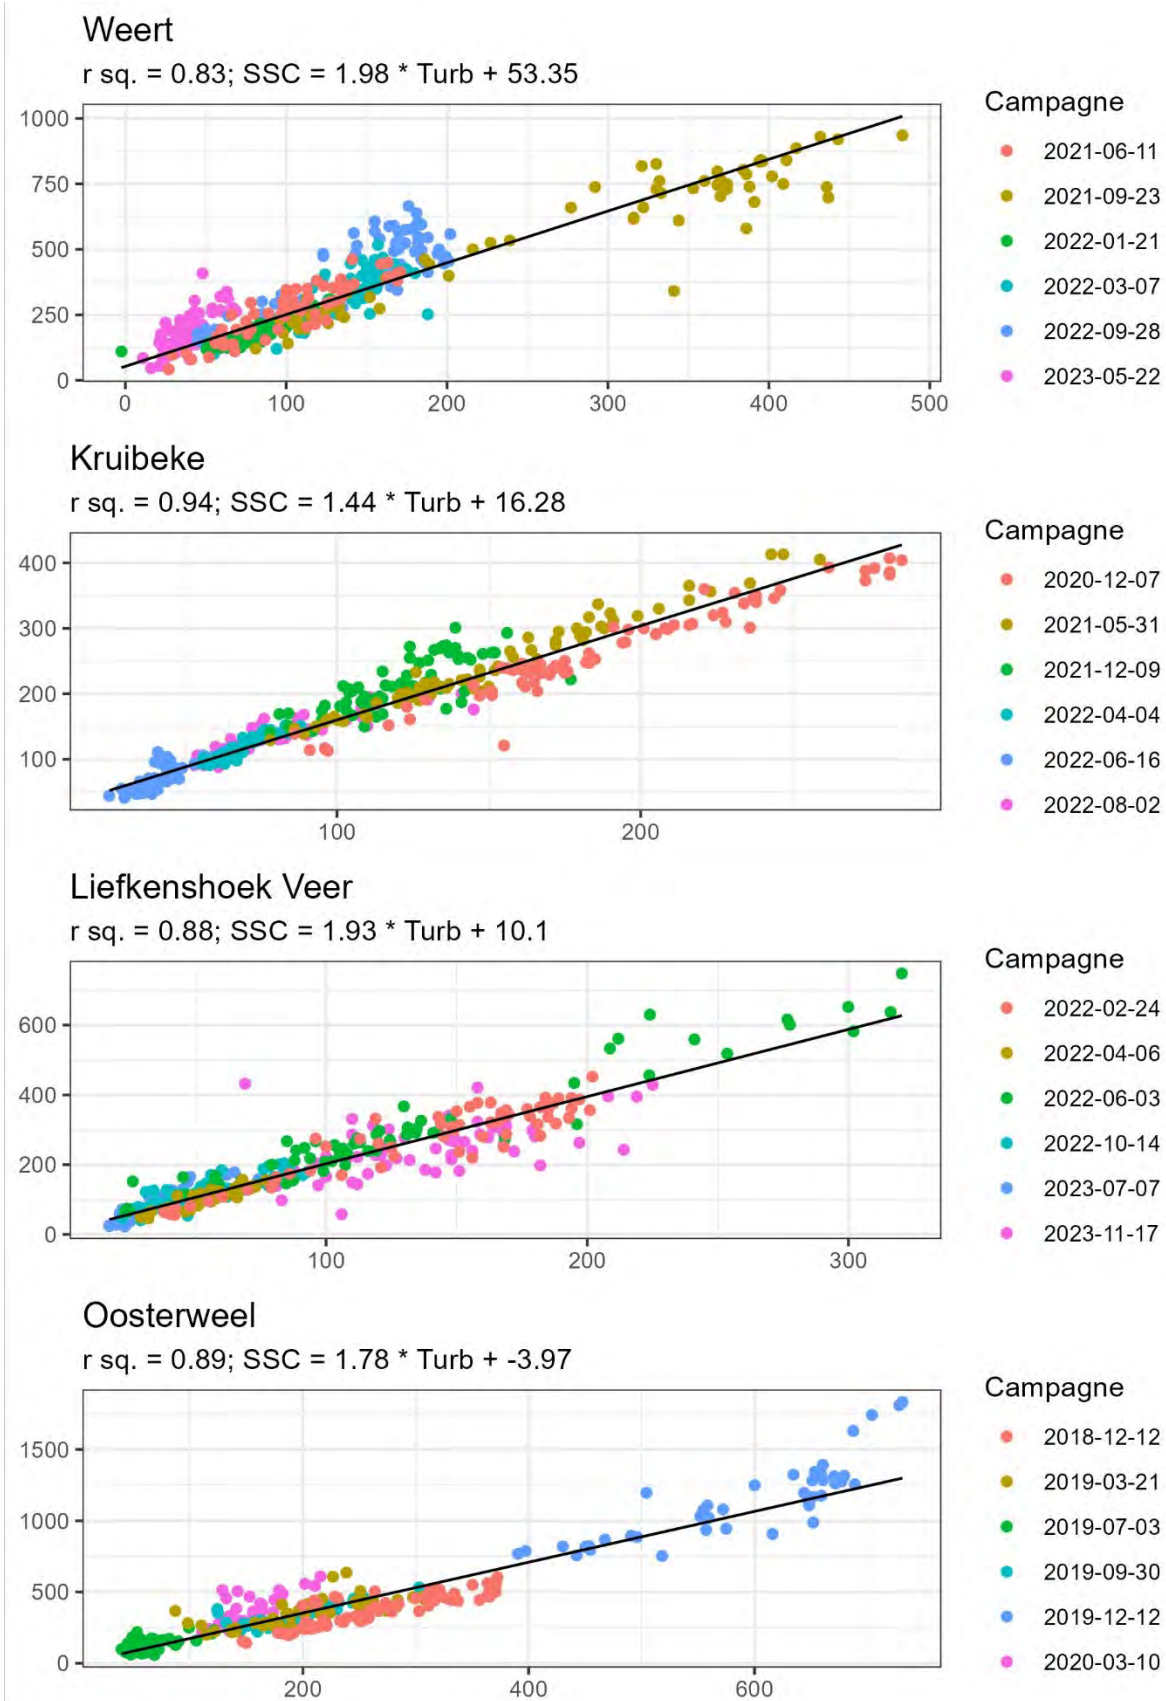 Weert
r sq. = 0.83; SSC = 1.98 * Turb + 53.35
Campagne
1000
750
500
250
0
0 100 200 300 400 500
2021-06-11
2021-09-23
2022-01-21
2022-03-07
2022-09-28
2023-05-22
Kruibeke
r sq. = 0.94; SSC = 1.44 * Turb + 16.28
Campagne
400
300
200
100
100 200
2020-12-07
2021-05-31
2021-12-09
2022-04-04
2022-06-16
2022-08-02
Liefkenshoek Veer
r sq. = 0.88; SSC = 1.93 * Turb + 10.1
Campagne
600
400
200
0
100 200 300
2022-02-24
2022-04-06
2022-06-03
2022-10-14
2023-07-07
2023-11-17
Oosterweel
r sq. = 0.89; SSC = 1.78 * Turb + -3.97
Campagne
1500
1000
500
0
200 400 600
2018-12-12
2019-03-21
2019-07-03
2019-09-30
2019-12-12
2020-03-10